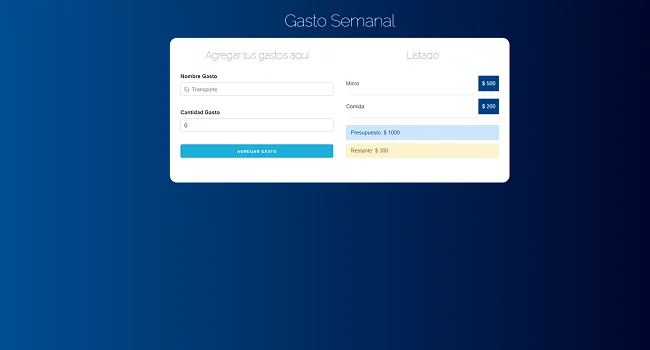 Gasto Semanal
Agregar tus gastos aqui
Listado
Nombre Gasto
Ej. Transporte
Cantidad Gasto
0
AGREGAR GASTO
Micro
$ 500
Comida
$ 200
Presupuesto: $ 1000
Restante: $ 300